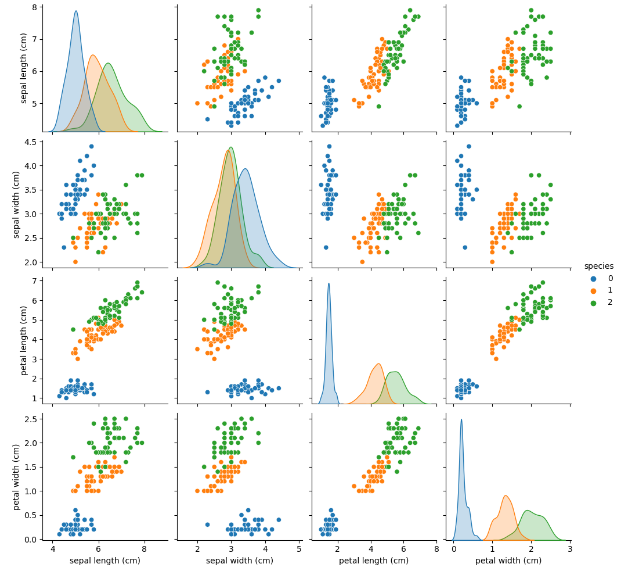 8
7
6
5
sepal length (cm)
4.5
4.0
3.5
3.0
2.5
2.0
sepal width (cm)
species
0
1
2
7
6
5
4
3
2
1
petal length (cm)
2.5
2.0
1.5
1.0
0.5
0.0
petal width (cm)
4 6 8
2 3 4 5
2 4 6 8
0 1 2 3
sepal length (cm) sepal width (cm) petal length (cm) petal width (cm)